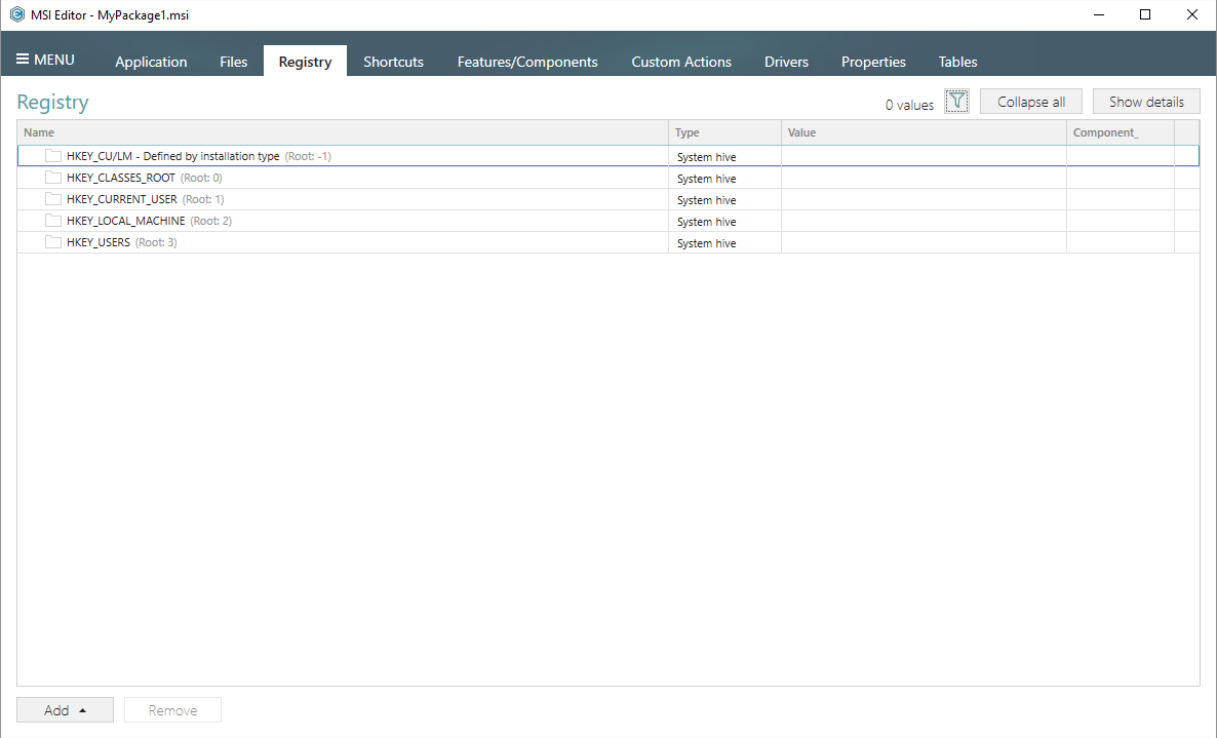 MSI Editor - MyPackage1.msi
MENU Application Files Registry Shortcuts Features/Components Custom Actions Drivers Properties Tables
Registry 0 values Collapse all Show details
Name Type Value Component_
HKEY_CU/LM - Defined by installation type (Root: -1) System hive
HKEY_CLASSES_ROOT (Root: 0) System hive
HKEY_CURRENT_USER (Root: 1) System hive
HKEY_LOCAL_MACHINE (Root: 2) System hive
HKEY_USERS (Root: 3) System hive
Add Remove